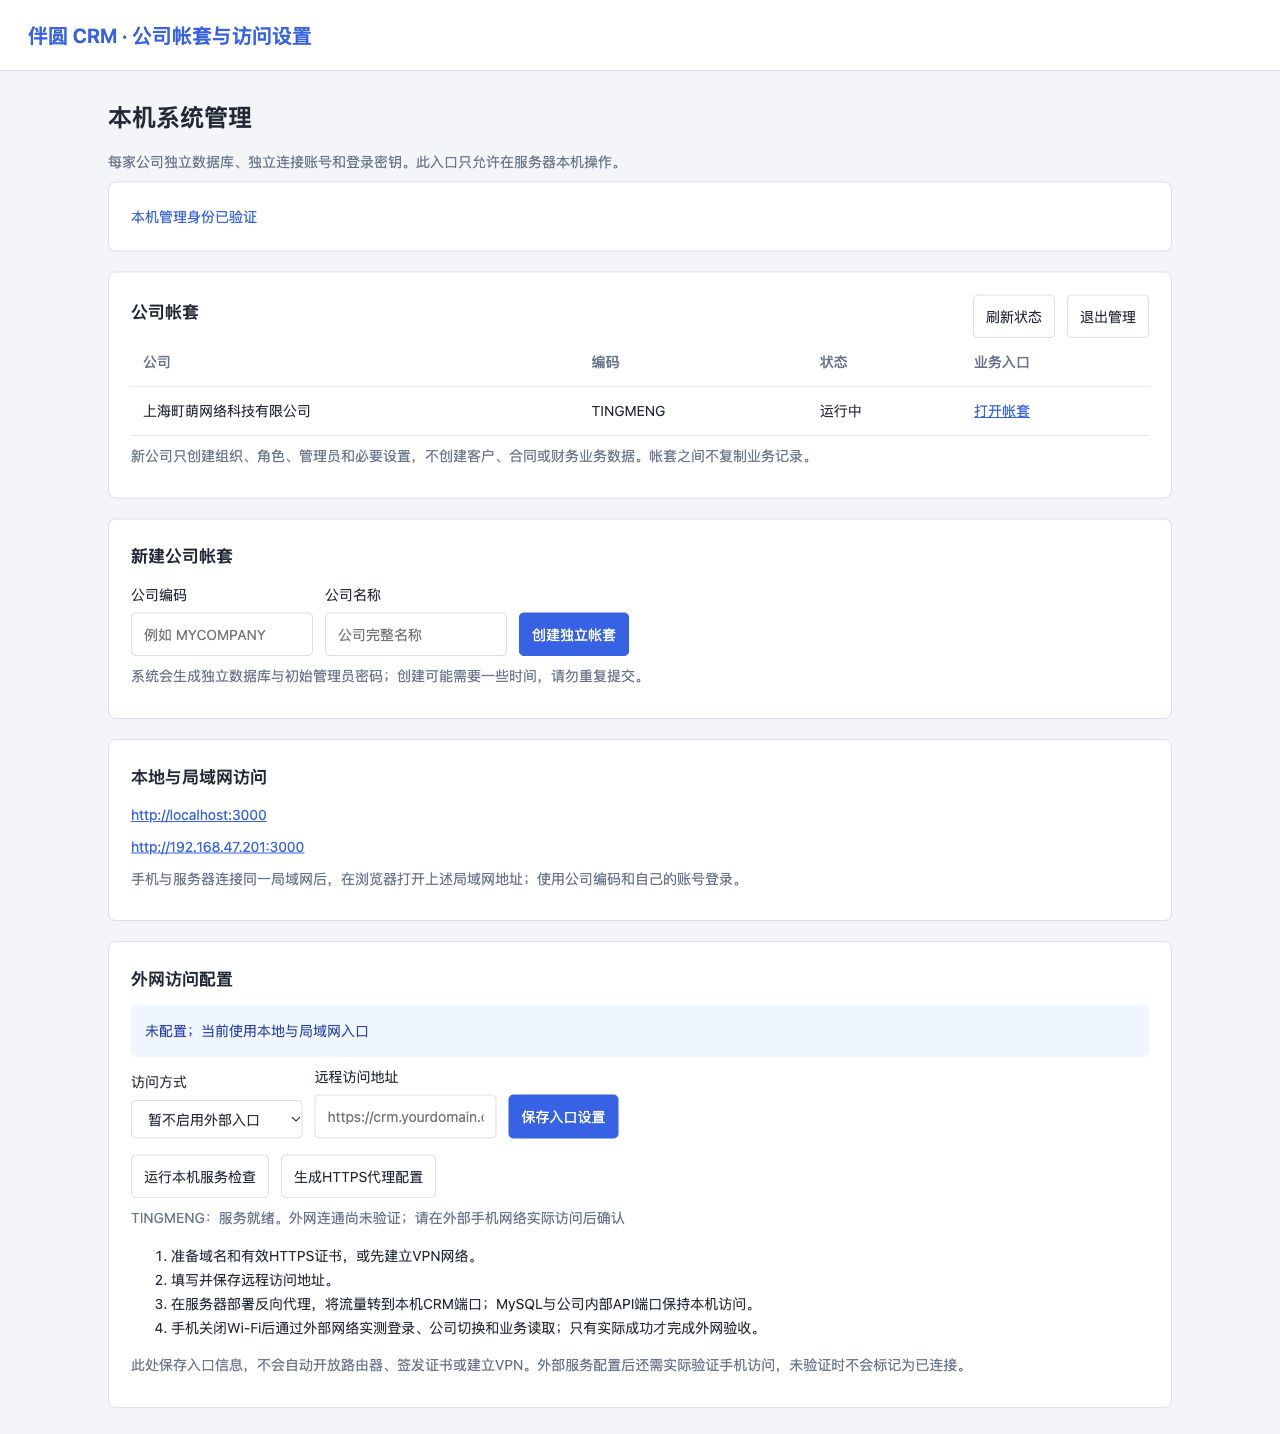 伴圆 CRM · 公司帐套与访问设置
本机系统管理
每家公司独立数据库、独立连接账号和登录密钥。此入口只允许在服务器本机操作。
本机管理身份已验证
公司帐套
刷新状态
退出管理
公司 编码 状态 业务入口
上海町萌网络科技有限公司 TINGMENG 运行中 打开帐套
新公司只创建组织、角色、管理员和必要设置，不创建客户、合同或财务业务数据。帐套之间不复制业务记录。
新建公司帐套
公司编码 公司名称
例如 MYCOMPANY 公司完整名称 创建独立帐套
系统会生成独立数据库与初始管理员密码；创建可能需要一些时间，请勿重复提交。
本地与局域网访问
http://localhost:3000
http://192.168.47.201:3000
手机与服务器连接同一局域网后，在浏览器打开上述局域网地址；使用公司编码和自己的账号登录。
外网访问配置
未配置；当前使用本地与局域网入口
访问方式 远程访问地址
暂不启用外部入口 https://crm.yourdomain.c 保存入口设置
运行本机服务检查 生成HTTPS代理配置
TINGMENG：服务就绪。外网连通尚未验证；请在外部手机网络实际访问后确认
1. 准备域名和有效HTTPS证书，或先建立VPN网络。
2. 填写并保存远程访问地址。
3. 在服务器部署反向代理，将流量转到本机CRM端口；MySQL与公司内部API端口保持本机访问。
4. 手机关闭Wi-Fi后通过外部网络实测登录、公司切换和业务读取；只有实际成功才完成外网验收。
此处保存入口信息，不会自动开放路由器、签发证书或建立VPN。外部服务配置后还需实际验证手机访问，未验证时不会标记为已连接。